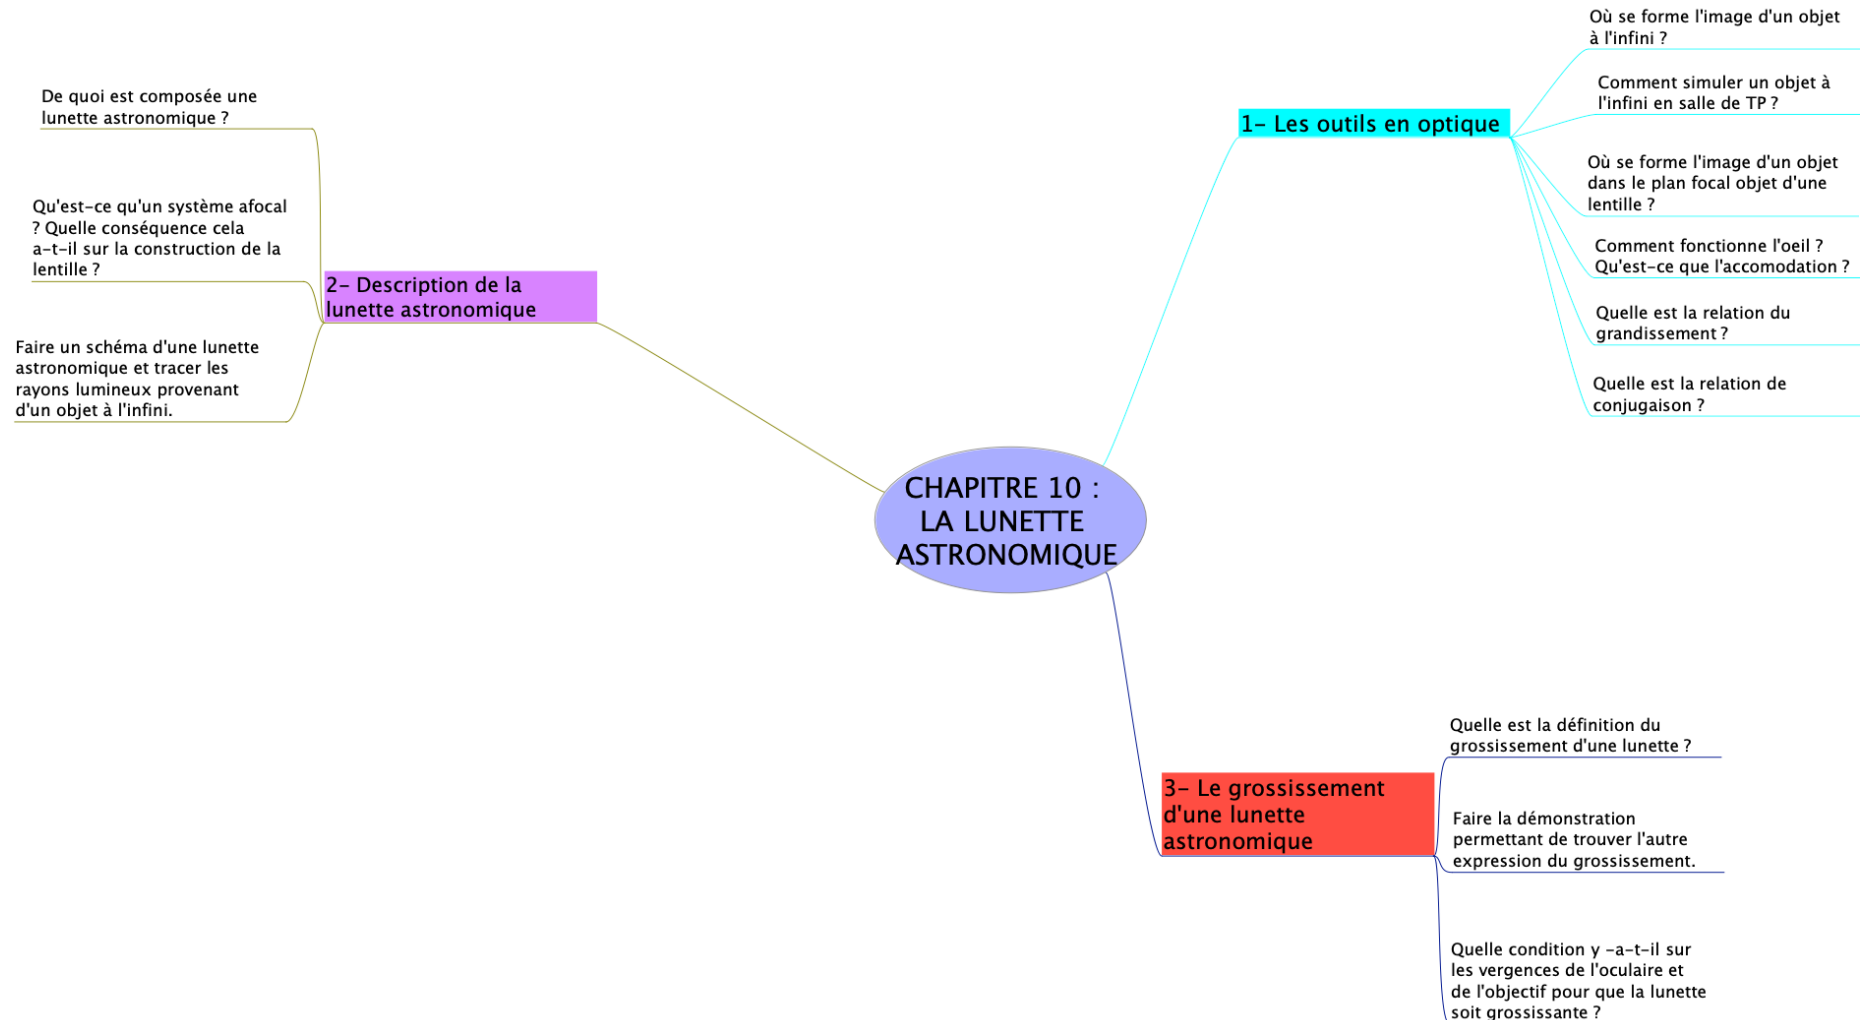 CHAPITRE 10 :
LA LUNETTE
ASTRONOMIQUE
1- Les outils en optique
Où se forme l'image d'un objet
à l'infini ?
Comment simuler un objet à
l'infini en salle de TP ?
Où se forme l'image d'un objet
dans le plan focal objet d'une
lentille ?
Comment fonctionne l'oeil ?
Qu'est-ce que l'accomodation ?
Quelle est la relation du
grandissement ?
Quelle est la relation de
conjugaison ?
2- Description de la
lunette astronomique
De quoi est composée une
lunette astronomique ?
Qu'est-ce qu'un système afocal
? Quelle conséquence cela
a-t-il sur la construction de la
lentille ?
Faire un schéma d'une lunette
astronomique et tracer les
rayons lumineux provenant
d'un objet à l'infini.
3- Le grossissement
d'une lunette
astronomique
Quelle est la définition du
grossissement d'une lunette ?
Faire la démonstration
permettant de trouver l'autre
expression du grossissement.
Quelle condition y -a-t-il sur
les vergences de l'oculaire et
de l'objectif pour que la lunette
soit grossissante ?